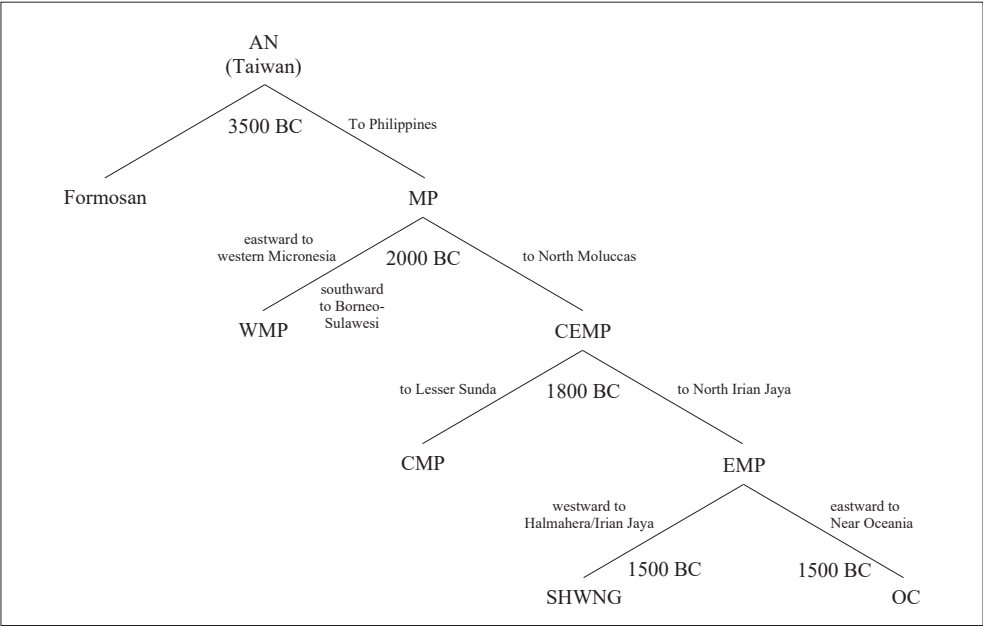 AN
(Taiwan)
3500 BC
To Philippines
Formosan
MP
eastward to
western Micronesia
2000 BC
to North Moluccas
southward
to Borneo-
Sulawesi
WMP
CEMP
to Lesser Sunda
1800 BC
to North Irian Jaya
CMP
EMP
westward to
Halmahera/Irian Jaya
eastward to
Near Oceania
1500 BC
1500 BC
SHWNG
OC